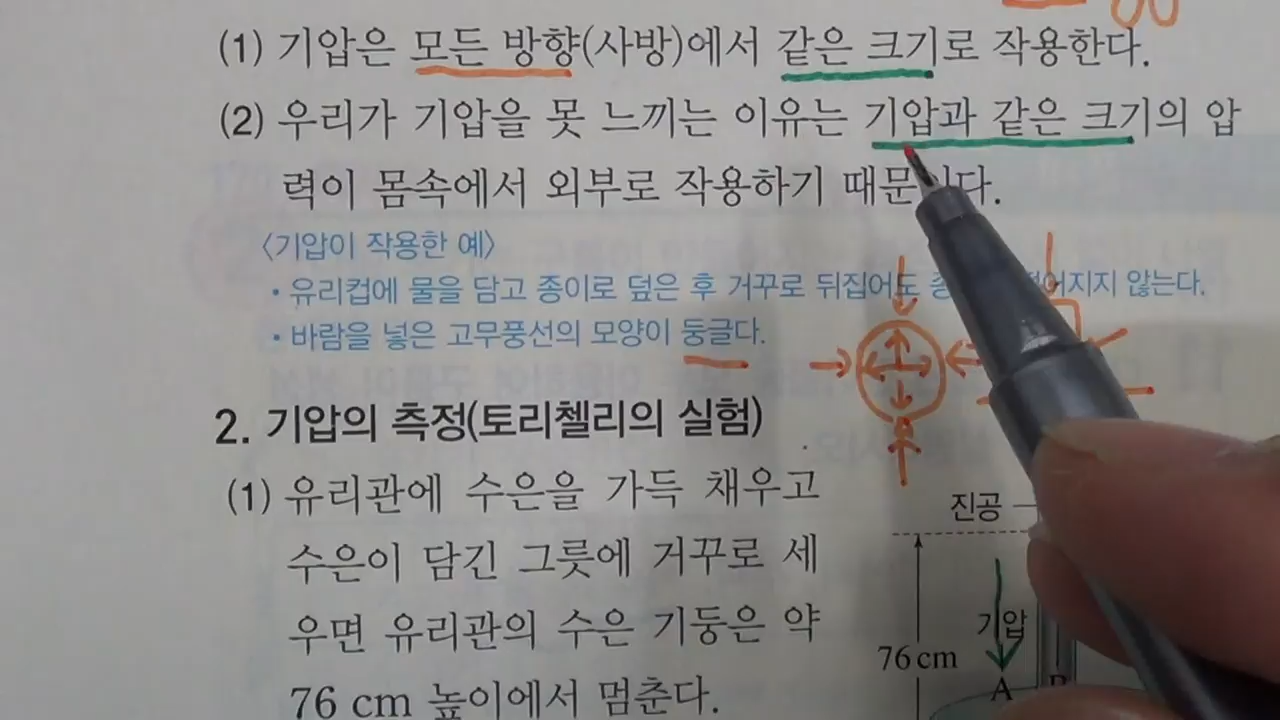 (1) 기압은 모든 방향(사방)에서 같은 크기로 작용한다.
(2) 우리가 기압을 못 느끼는 이유는 기압과 같은 크기의 압
력이 몸속에서 외부로 작용하기 때문이다.
〈기압이 작용한 예〉
• 유리컵에 물을 담고 종이로 덮은 후 거꾸로 뒤집어도 않는다.
• 바람을 넣은 고무풍선의 모양이 둥글다.
2. 기압의 측정(토리첼리의 실험)
(1) 유리관에 수은을 가득 채우고
수은이 담긴 그릇에 거꾸로 세
우면 유리관의 수은 기둥은 약
76 cm 높이에서 멈춘다.
진공
기압
76 cm
A